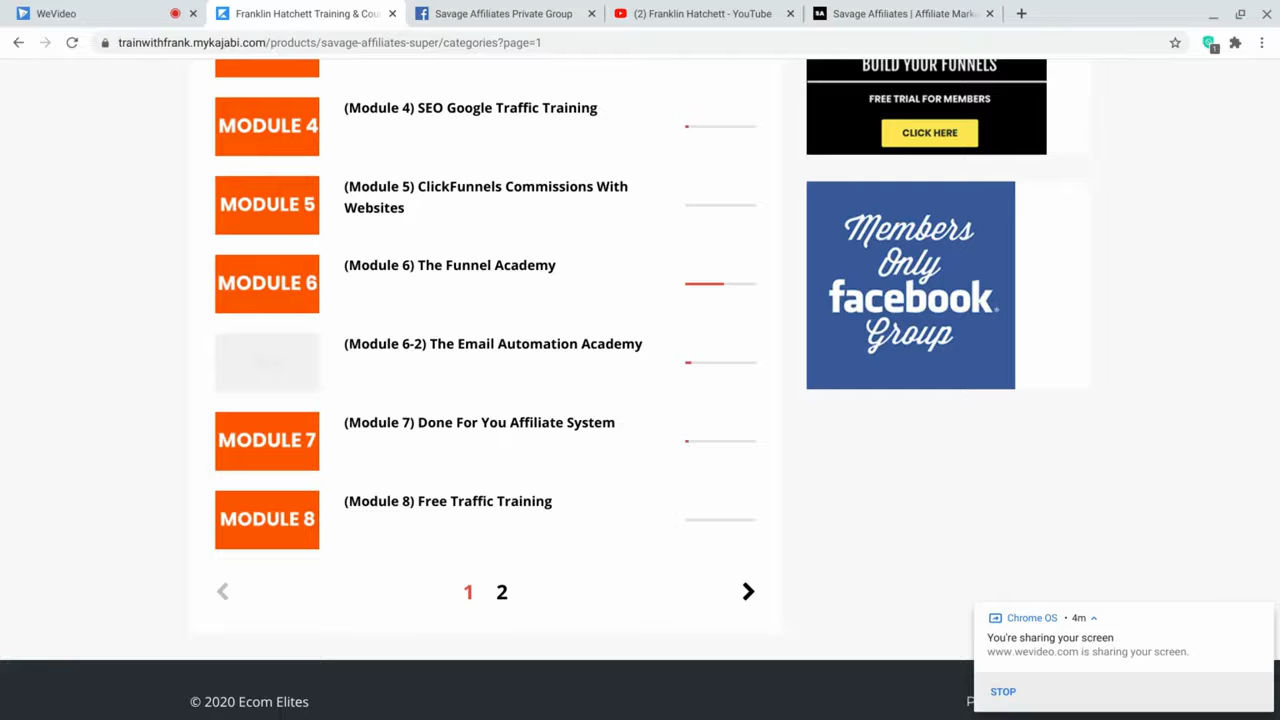 WeVideo
Franklin Hatchett Training & Cou
Savage Affiliates Private Group
(2) Franklin Hatchett - YouTube
SA
Savage Affiliates | Affiliate Mark
trainwithfrank.mykajabi.com/products/savage-affiliates-super/categories?page=1
1
BUILD YOUR FUNNELS
FREE TRIAL FOR MEMBERS
CLICK HERE
MODULE 4
(Module 4) SEO Google Traffic Training
MODULE 5
(Module 5) ClickFunnels Commissions With
Websites
MODULE 6
(Module 6) The Funnel Academy
(Module 6-2) The Email Automation Academy
MODULE 7
(Module 7) Done For You Affiliate System
MODULE 8
(Module 8) Free Traffic Training
Members
Only
facebook
Group
1 2
Chrome OS • 4m
You're sharing your screen
www.wevideo.com is sharing your screen.
STOP
© 2020 Ecom Elites